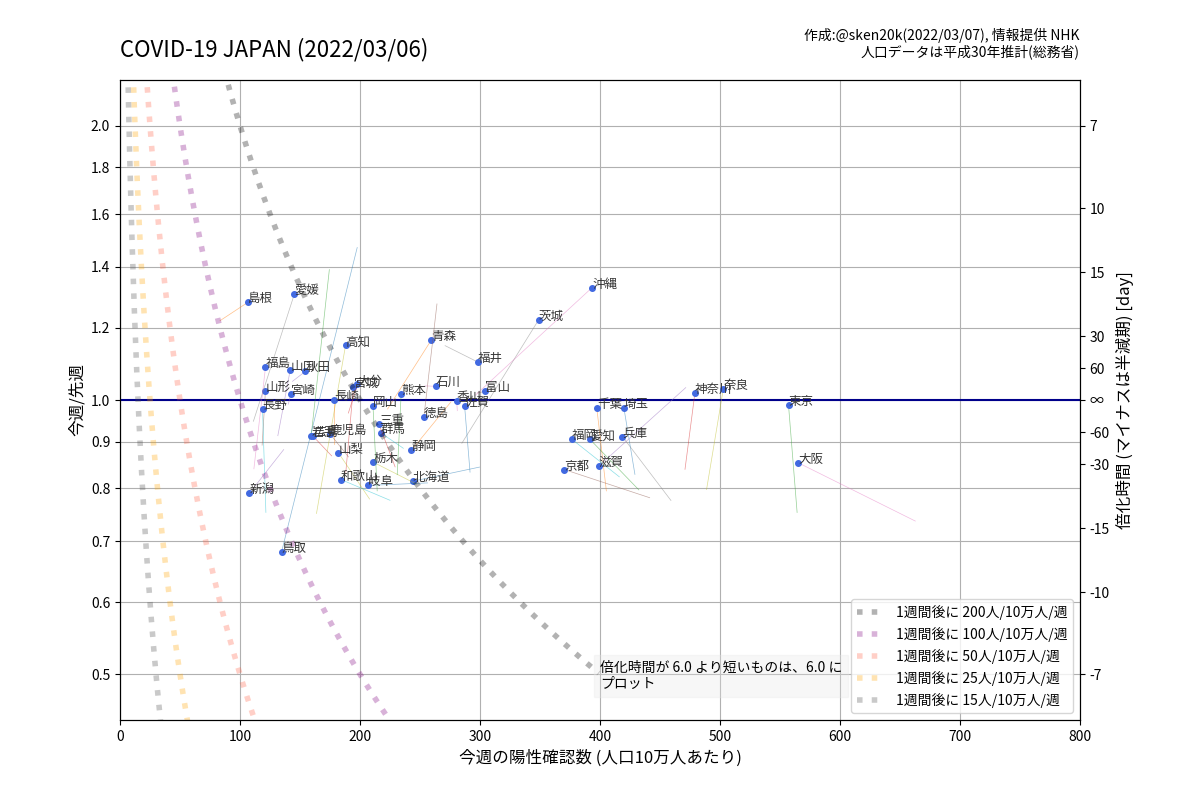 COVID-19 JAPAN (2022/03/06)
作成:@sken20k(2022/03/07), 情報提供 NHK
人口データは平成30年推計(総務省)
2.0
1.8
1.6
1.4
1.2
1.0
0.9
0.8
0.7
0.6
0.5
今週/先週
7
10
15
30
60
∞
-60
-30
-15
-10
-7
倍化時間 (マイナスは半減期) [day]
沖縄
島根
愛媛
茨城
青森
高知
福井
福島
山口
秋田
大分
宮城
石川
山形
宮崎
熊本
富山
神奈川
奈良
長崎
香川
佐賀
長野
岡山
千葉
埼玉
東京
徳島
三重
鹿児島
群馬
福岡
愛知
兵庫
静岡
山梨
栃木
京都
滋賀
大阪
和歌山
岐阜
北海道
新潟
鳥取
1週間後に 200人/10万人/週
1週間後に 100人/10万人/週
1週間後に 50人/10万人/週
1週間後に 25人/10万人/週
1週間後に 15人/10万人/週
倍化時間が 6.0 より短いものは、6.0 に
プロット
0 100 200 300 400 500 600 700 800
今週の陽性確認数 (人口10万人あたり)